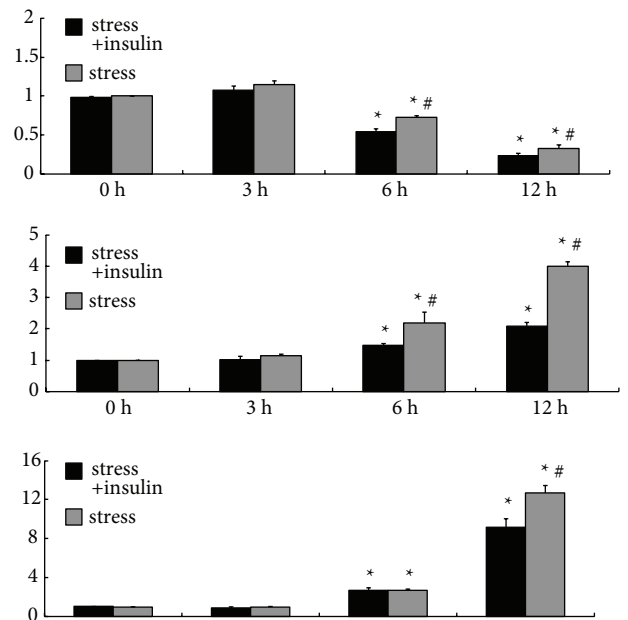 2
stress
+insulin
1.5
stress
1
* #
*
0.5
* #
*
0
0 h
3 h
6 h
12 h
5
stress
+insulin
* #
4
3
stress
* #
*
2
*
1
0
0 h
3 h
6 h
12 h
16
stress
+insulin
* #
12
stress
*
8
4
* *
0